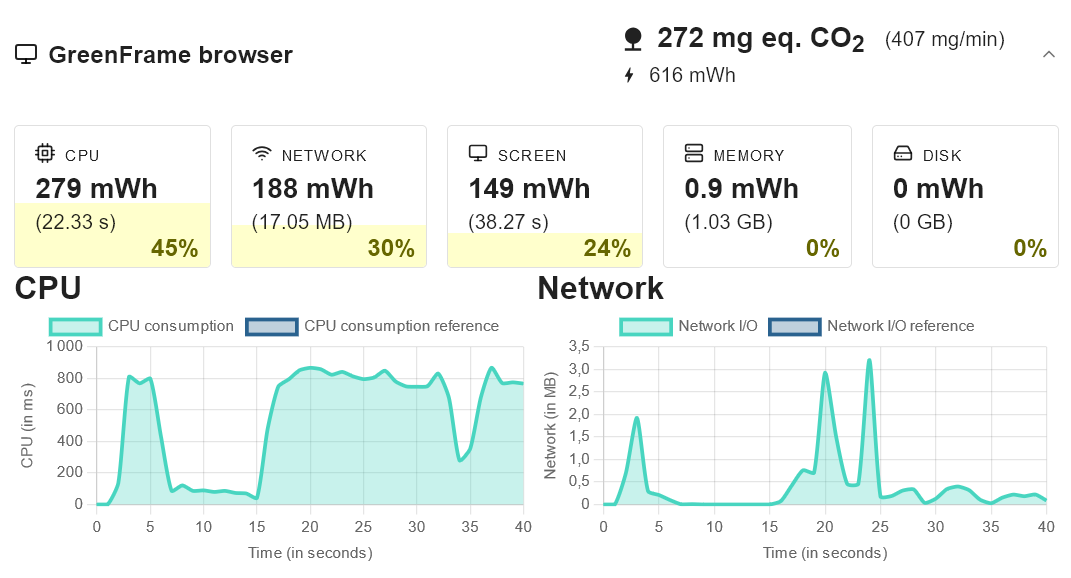 GreenFrame browser
272 mg eq. CO₂ (407 mg/min)
616 mWh
CPU
279 mWh
(22.33 s)
45%
NETWORK
188 mWh
(17.05 MB)
30%
SCREEN
149 mWh
(38.27 s)
24%
MEMORY
0.9 mWh
(1.03 GB)
0%
DISK
0 mWh
(0 GB)
0%
CPU
CPU consumption CPU consumption reference
1 000
800
600
400
200
0
CPU (in ms)
0 5 10 15 20 25 30 35 40
Time (in seconds)
Network
Network I/O Network I/O reference
3,5
3,0
2,5
2,0
1,5
1,0
0,5
0
Network (in MB)
0 5 10 15 20 25 30 35 40
Time (in seconds)